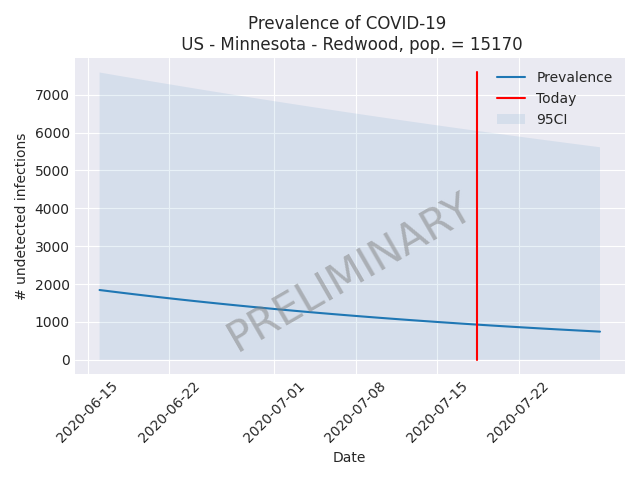 Prevalence of COVID-19
US - Minnesota - Redwood, pop. = 15170
Prevalence
Today
95CI
7000
6000
5000
4000
3000
2000
1000
0
# undetected infections
PRELIMINARY
2020-06-15
2020-06-22
2020-07-01
2020-07-08
2020-07-15
2020-07-22
Date